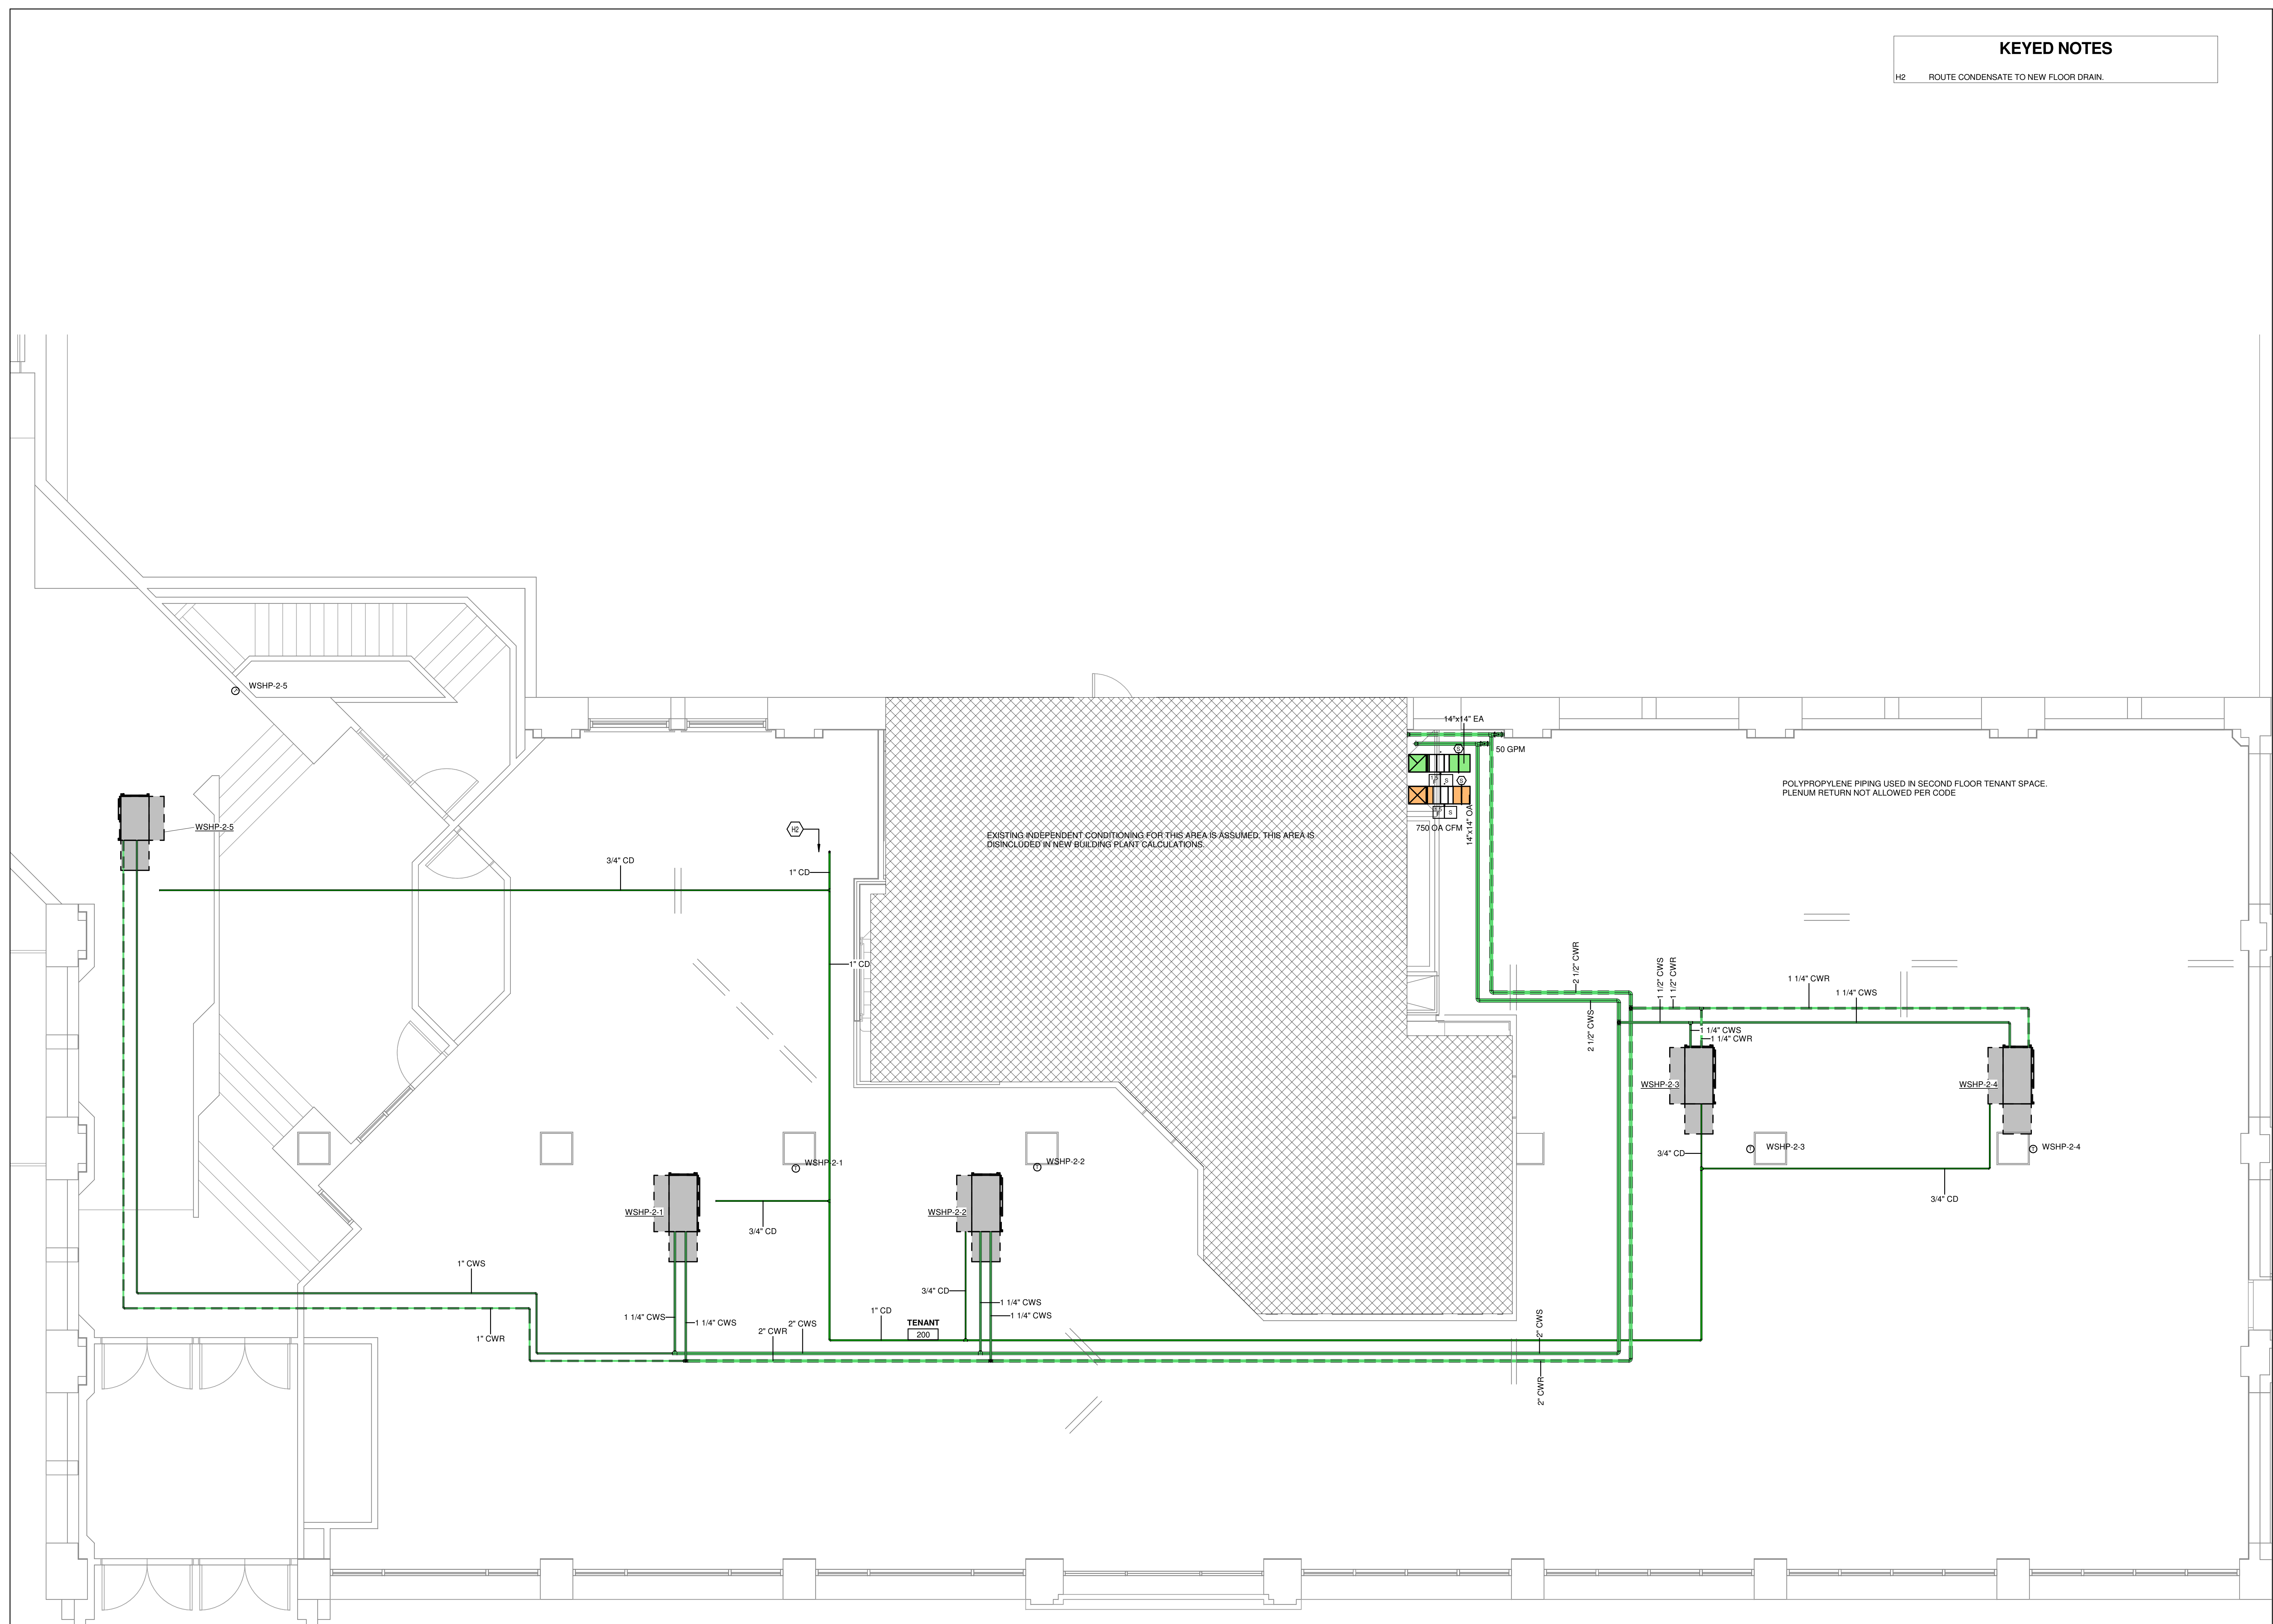 KEYED NOTES
H2 ROUTE CONDENSATE TO NEW FLOOR DRAIN.
WSHP-2-5
14"x14" EA
50 GPM
S
S
S
S
750 OA CFM
14"x14" OA
POLYPROPYLENE PIPING USED IN SECOND FLOOR TENANT SPACE.
PLENUM RETURN NOT ALLOWED PER CODE
WSHP-2-5
H2
EXISTING INDEPENDENT CONDITIONING FOR THIS AREA IS ASSUMED. THIS AREA IS
DISINCLUDED IN NEW BUILDING PLANT CALCULATIONS.
3/4" CD
1" CD
1" CD
2 1/2" CWR
2 1/2" CWS
1 1/2" CWS
1 1/2" CWR
1 1/4" CWR
1 1/4" CWS
1 1/4" CWS
1 1/4" CWR
WSHP-2-3
WSHP-2-4
T WSHP-2-1
T WSHP-2-2
T WSHP-2-3
T WSHP-2-4
3/4" CD
3/4" CD
WSHP-2-1
WSHP-2-2
3/4" CD
1" CWS
1" CWR
3/4" CD
1 1/4" CWS
1 1/4" CWS
1 1/4" CWS
1 1/4" CWS
1" CD
TENANT
200
2" CWR
2" CWS
2" CWS
2" CWR